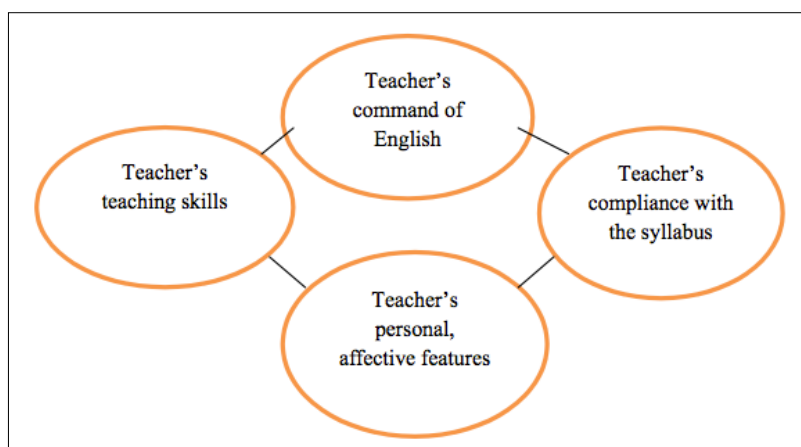 Teacher’s
command of
English
Teacher’s
teaching skills
Teacher’s
compliance with
the syllabus
Teacher’s
personal,
affective features